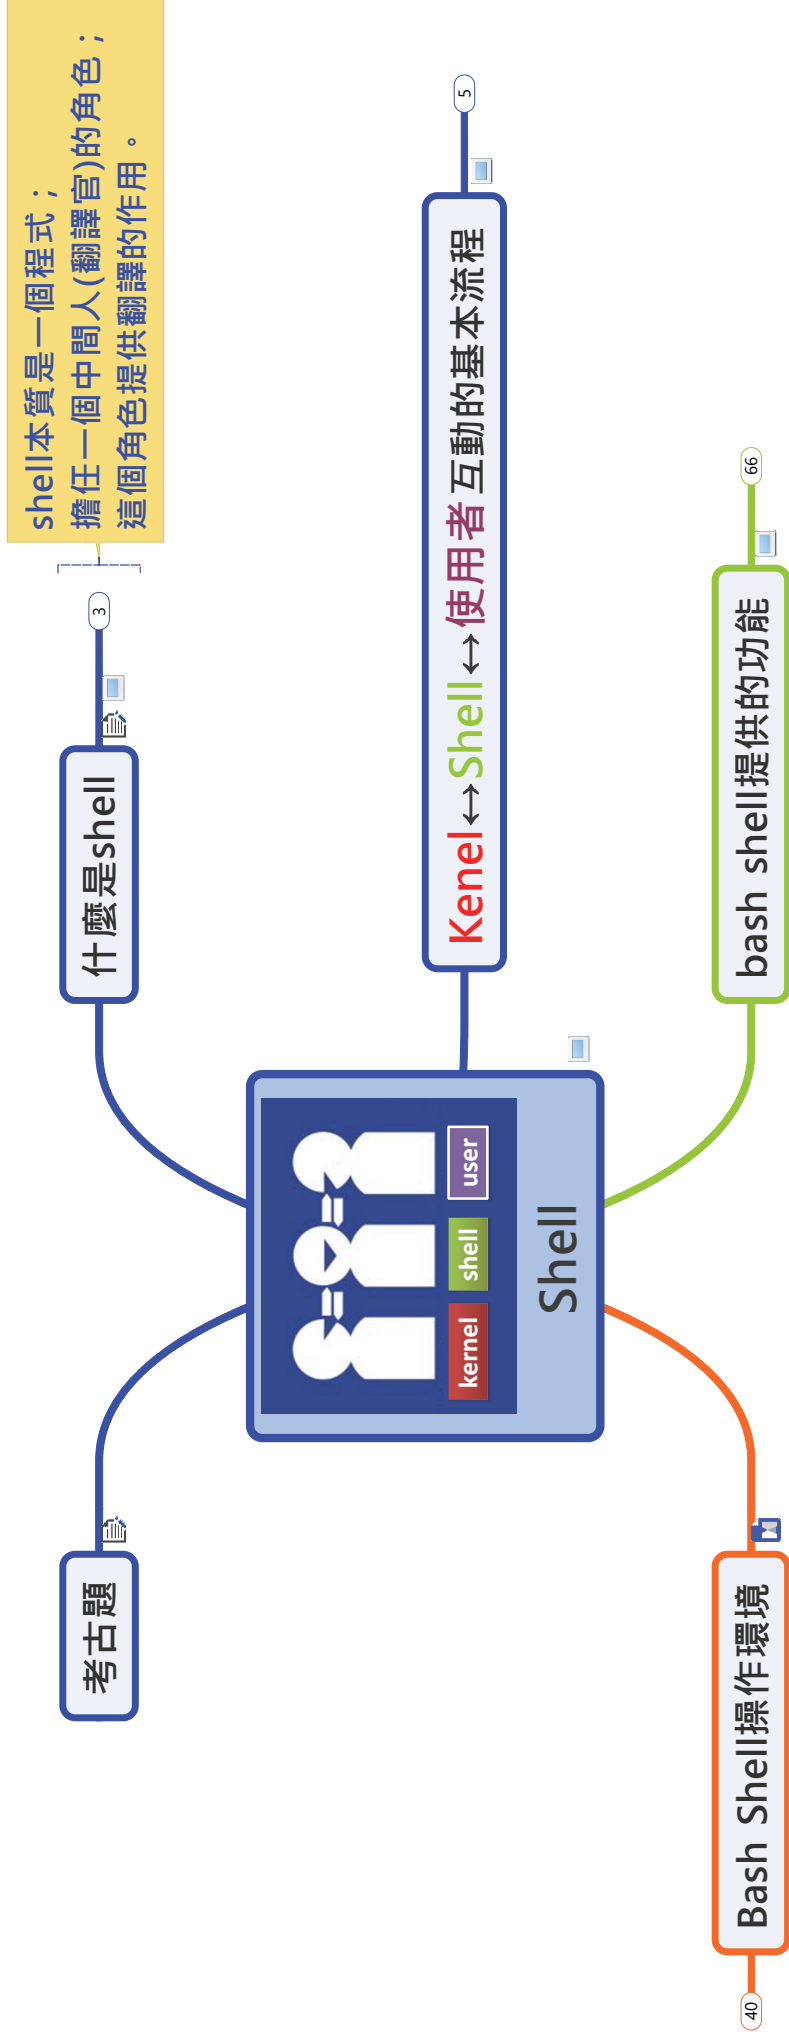 什麼是shell
3
shell本質是一個程式；
擔任一個中間人(翻譯官)的角色；
這個角色提供翻譯的作用。
Kenel↔Shell↔使用者互動的基本流程
5
bash shell提供的功能
66
kernel
shell
user
Shell
考古題
Bash Shell操作環境
40